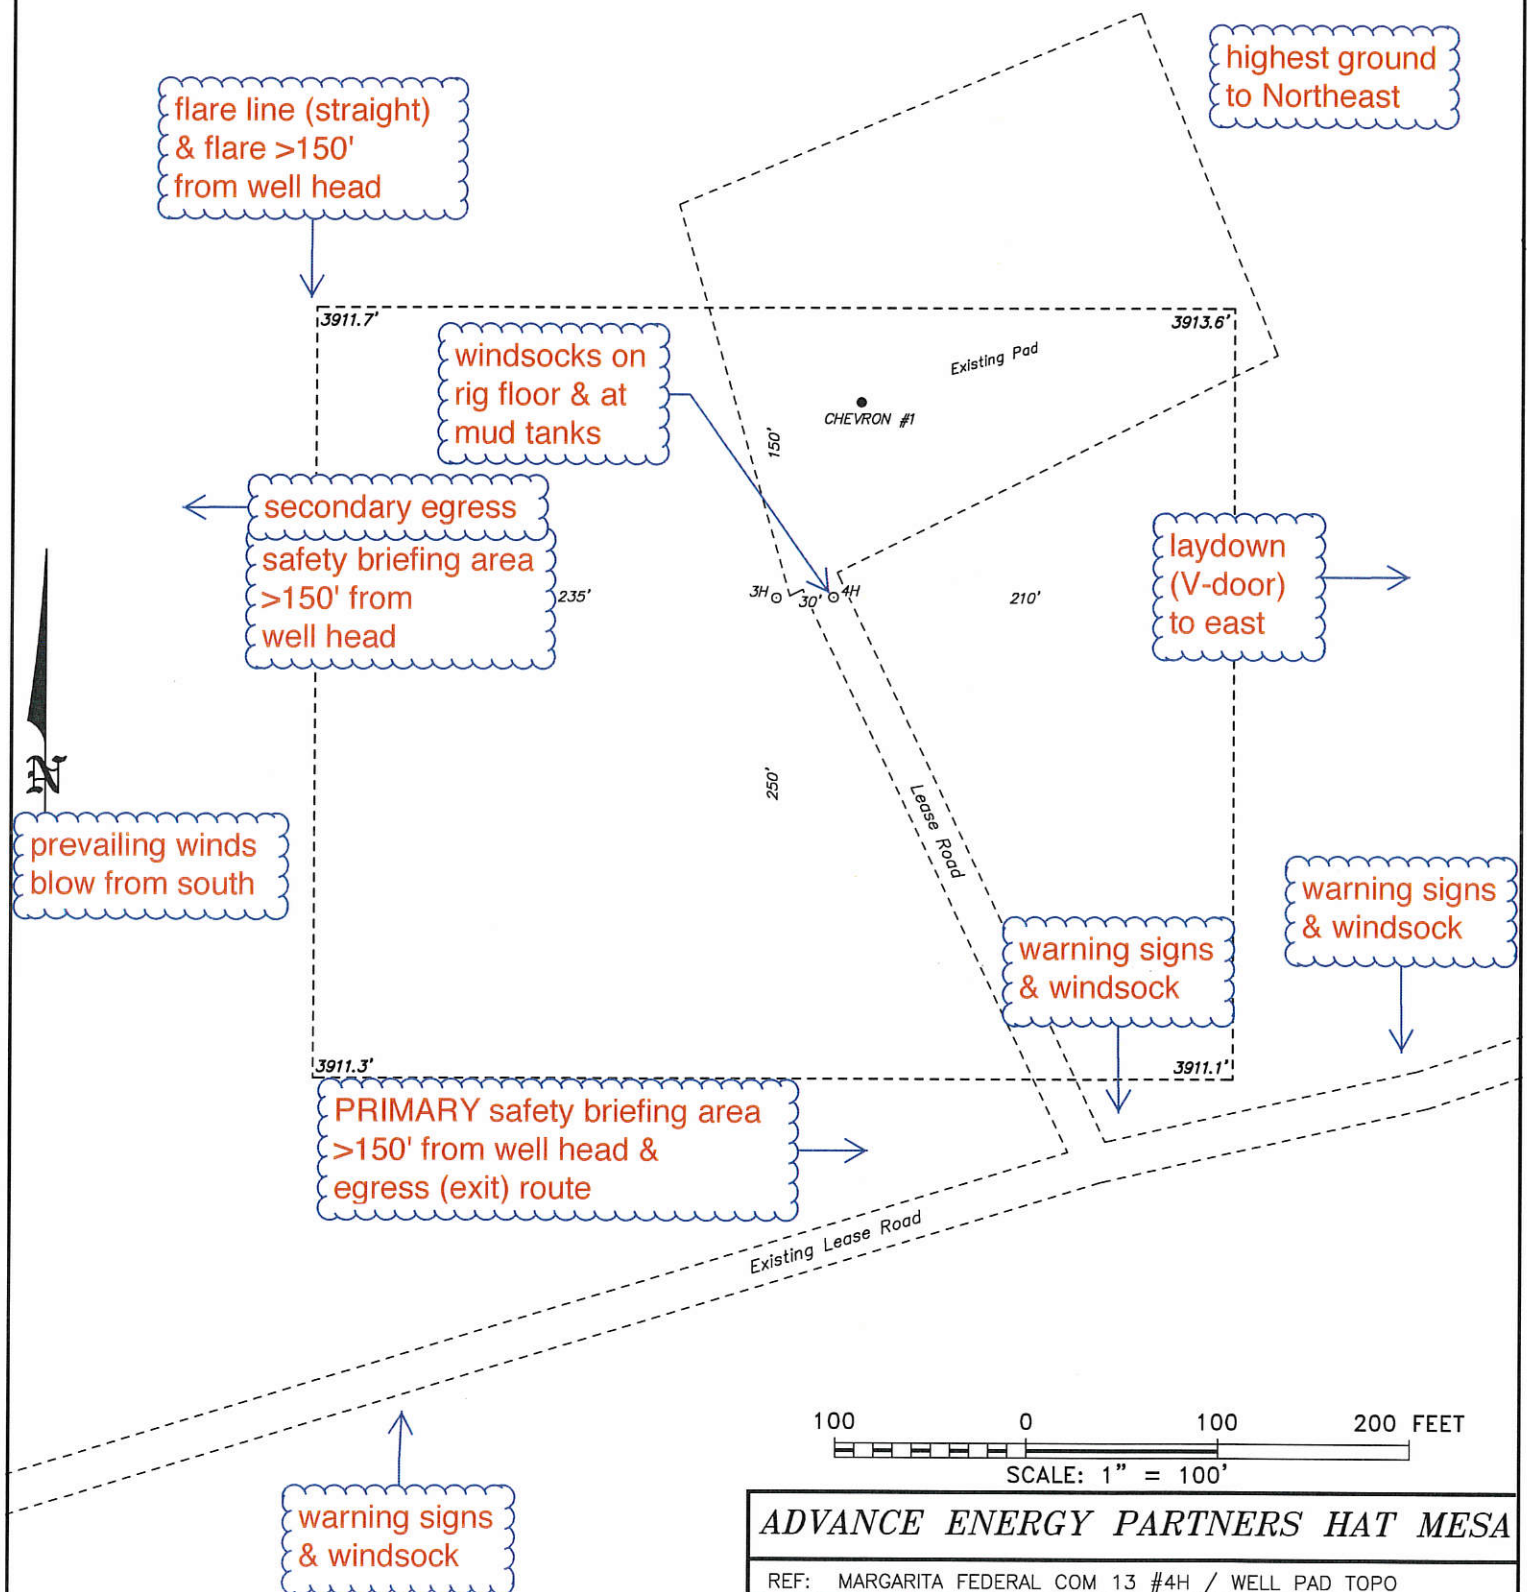 highest ground
to Northeast
flare line (straight)
& flare >150'
from well head
3911.7'
3913.6'
windsocks on
rig floor & at
mud tanks
Existing Pad
CHEVRON #1
150'
secondary egress
safety briefing area
>150' from
well head
235'
3H
30'
4H
210'
laydown
(V-door)
to east
N
250'
Lease Road
prevailing winds
blow from south
warning signs
& windsock
warning signs
& windsock
3911.3'
3911.1'
PRIMARY safety briefing area
>150' from well head &
egress (exit) route
Existing Lease Road
100 0 100 200 FEET
SCALE: 1" = 100'
warning signs
& windsock
ADVANCE ENERGY PARTNERS HAT MESA
REF: MARGARITA FEDERAL COM 13 #4H / WELL PAD TOPO